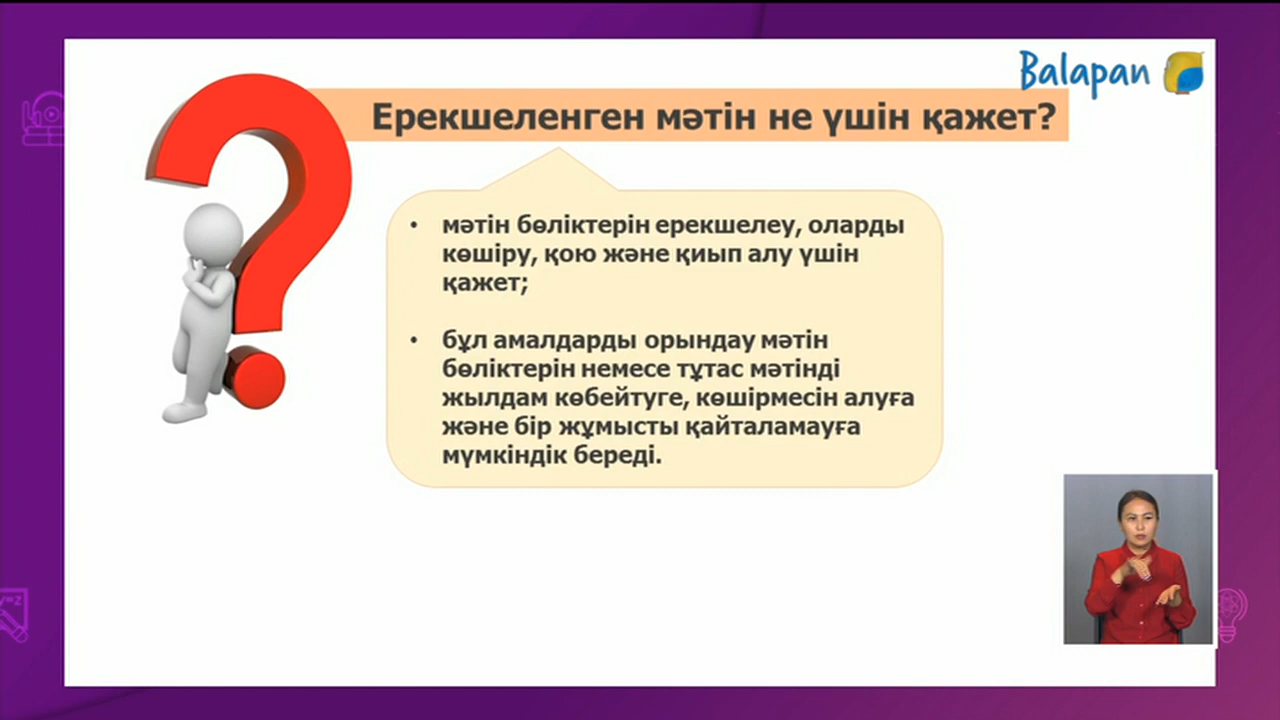 Balapan
Ерекшеленген мәтін не үшін қажет?
• мәтін бөліктерін ерекшелеу, оларды
көшіру, қою және қиып алу үшін
қажет;
• бұл амалдарды орындау мәтін
бөліктерін немесе тұтас мәтінді
жылдам көбейтуге, көшірмесін алуға
және бір жұмысты қайталамауға
мүмкіндік береді.